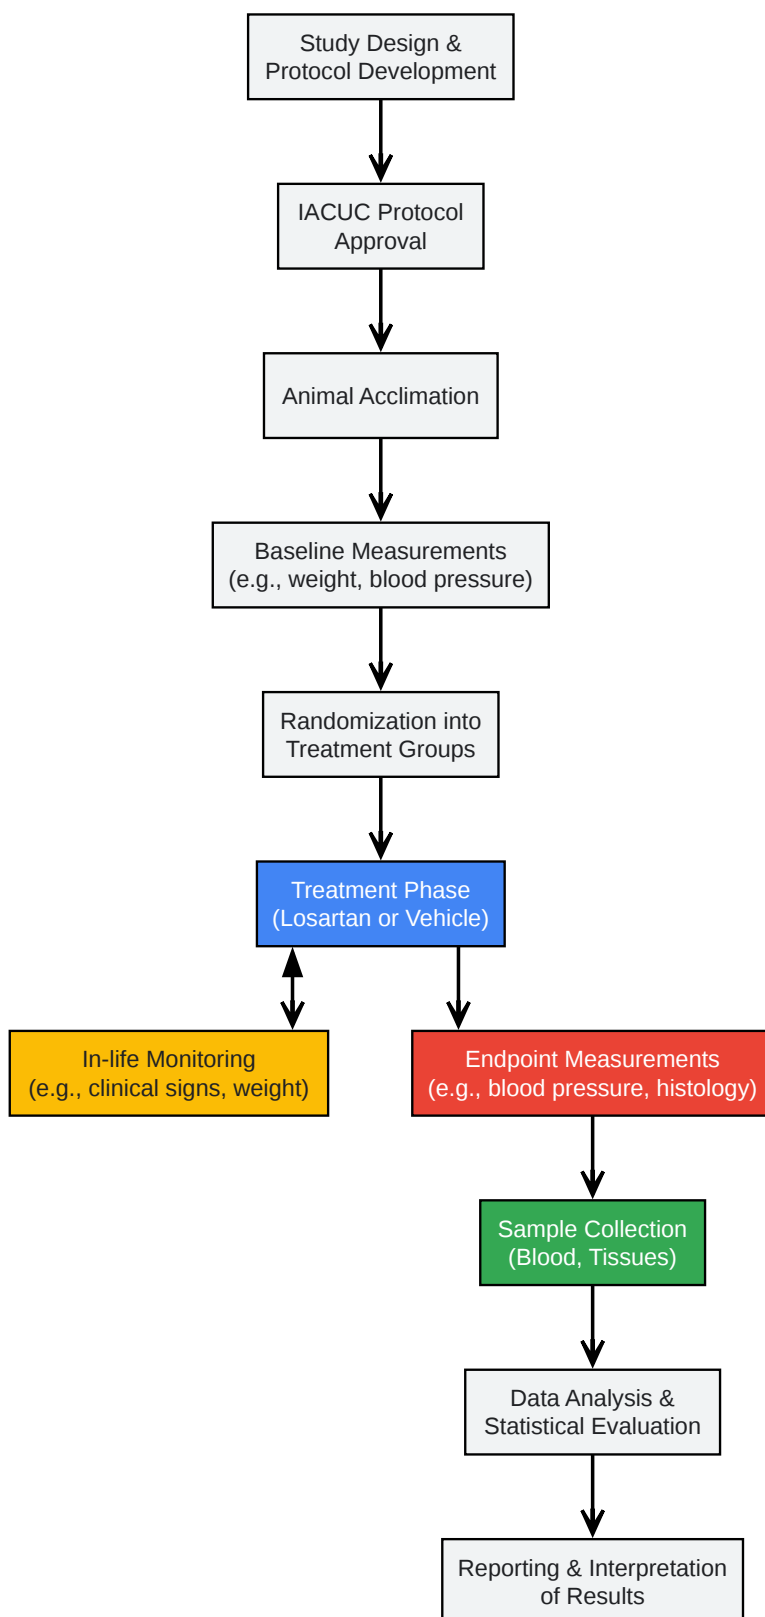 Study Design &
Protocol Development
IACUC Protocol
Approval
Animal Acclimation
Baseline Measurements
(e.g., weight, blood pressure)
Randomization into
Treatment Groups
Treatment Phase
(Losartan or Vehicle)
In-life Monitoring
(e.g., clinical signs, weight)
Endpoint Measurements
(e.g., blood pressure, histology)
Sample Collection
(Blood, Tissues)
Data Analysis &
Statistical Evaluation
Reporting & Interpretation
of Results